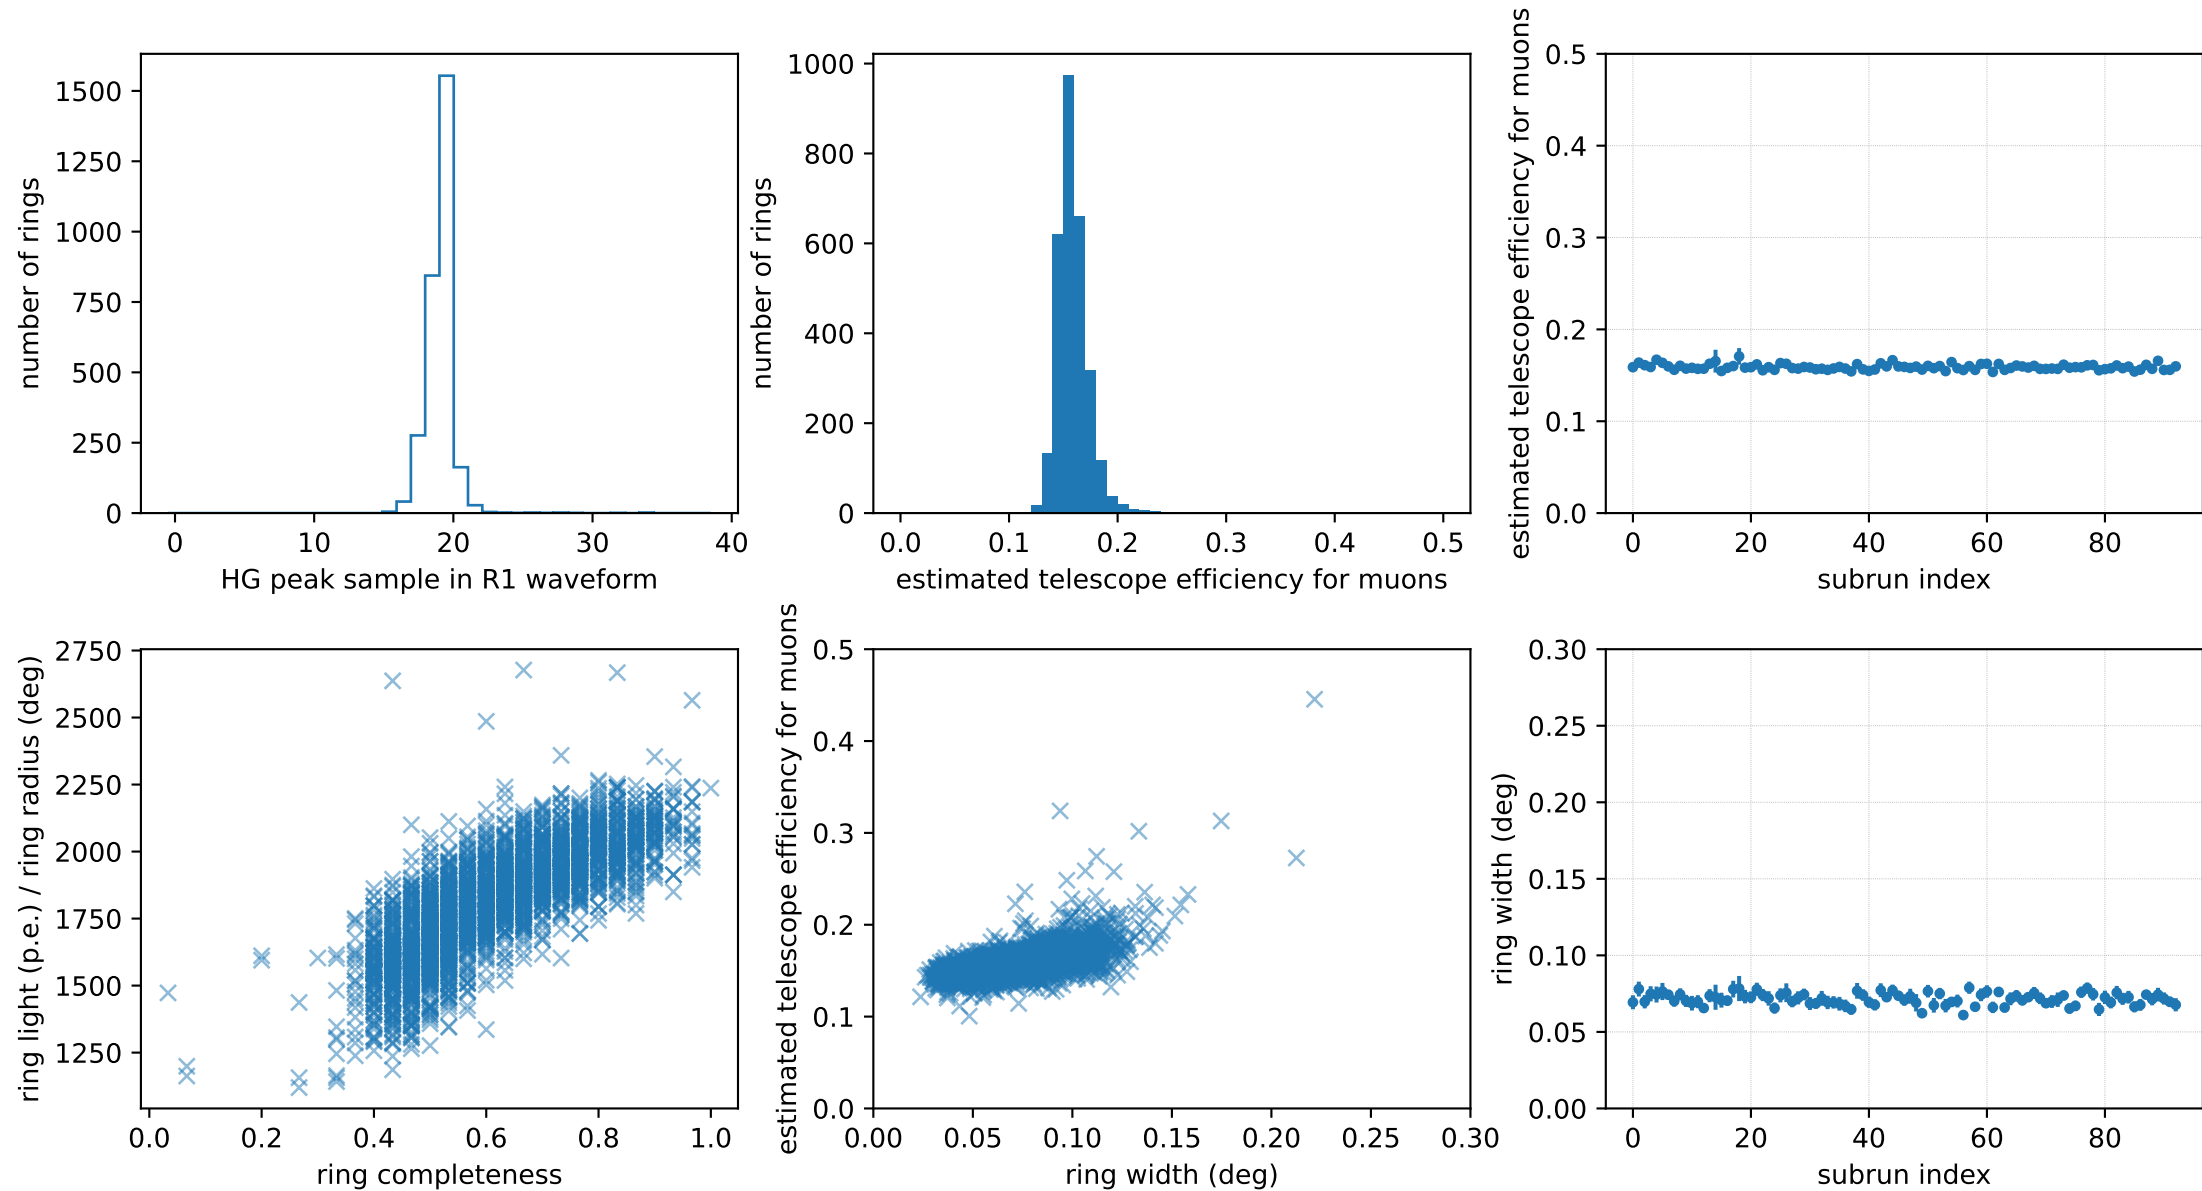 1500
1250
1000
750
500
250
0
number of rings
0 10 20 30 40
HG peak sample in R1 waveform
1000
800
600
400
200
0
number of rings
0.0 0.1 0.2 0.3 0.4 0.5
estimated telescope efficiency for muons
0.5
0.4
0.3
0.2
0.1
0.0
estimated telescope efficiency for muons
0 20 40 60 80
subrun index
2750
2500
2250
2000
1750
1500
1250
ring light (p.e.) / ring radius (deg)
0.0 0.2 0.4 0.6 0.8 1.0
ring completeness
0.5
0.4
0.3
0.2
0.1
0.0
estimated telescope efficiency for muons
0.00 0.05 0.10 0.15 0.20 0.25 0.30
ring width (deg)
0.30
0.25
0.20
0.15
0.10
0.05
0.00
ring width (deg)
0 20 40 60 80
subrun index